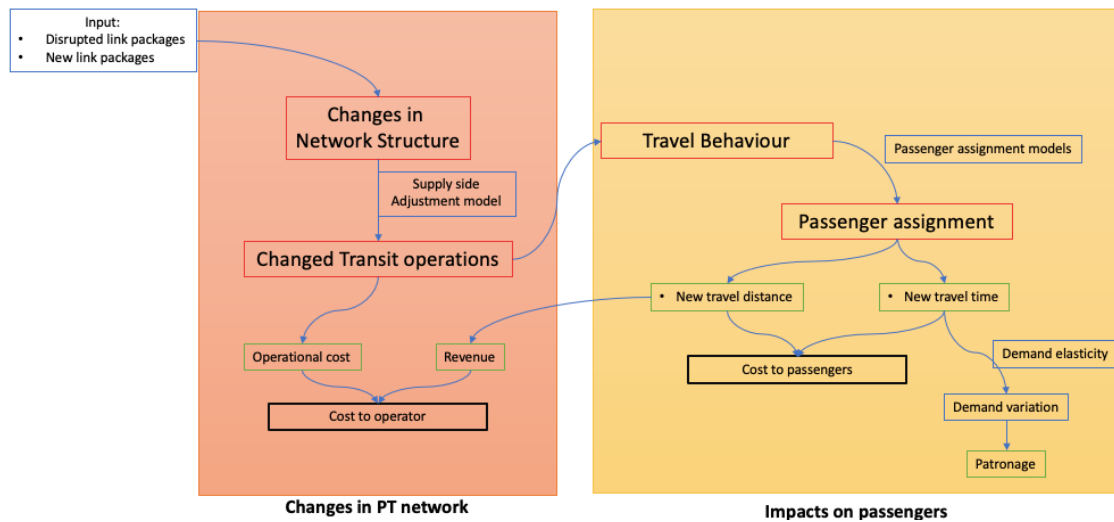 Input:
• Disrupted link packages
• New link packages
Changes in
Network Structure
Supply side
Adjustment model
Changed Transit operations
Operational cost
Revenue
Cost to operator
Changes in PT network
Travel Behaviour
Passenger assignment models
Passenger assignment
• New travel distance
• New travel time
Cost to passengers
Demand elasticity
Demand variation
Patronage
Impacts on passengers